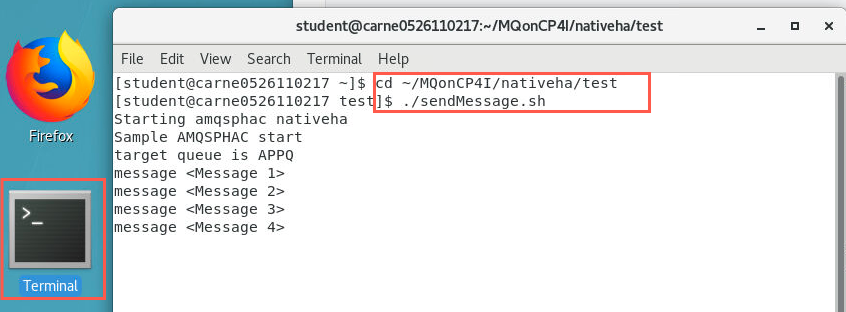 student@carne0526110217:~/MQonCP4I/nativeha/test
File Edit View Search Terminal Help
[student@carne0526110217 ~]$ cd ~/MQonCP4I/nativeha/test
[student@carne0526110217 test]$ ./sendMessage.sh
Starting amqsphac nativeha
Sample AMQSPHAC start
target queue is APPQ
message <Message 1>
message <Message 2>
message <Message 3>
message <Message 4>
Firefox
>_
Terminal